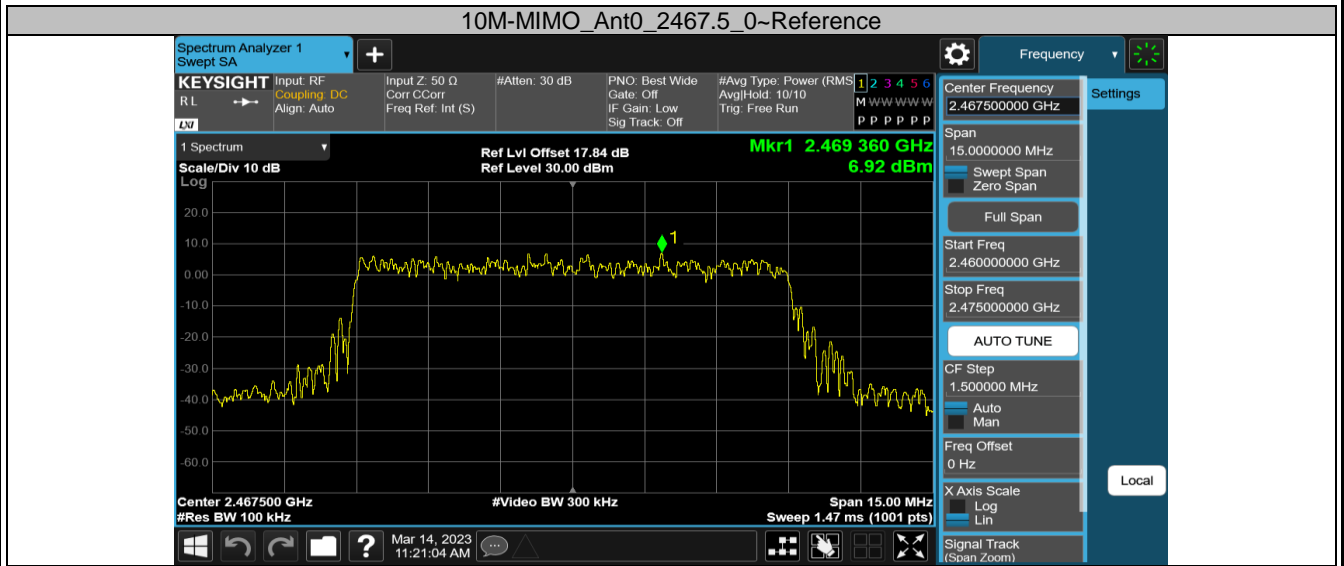 10M-MIMO_Ant0_2467.5_0~Reference
Spectrum Analyzer 1
Swept SA
Frequency
KEYSIGHT
R L
LXI
Input: RF
Coupling: DC
Align: Auto
Input Z: 50 Ω
Corr CCorr
Freq Ref: Int (S)
#Atten: 30 dB
PNO: Best Wide
Gate: Off
IF Gain: Low
Sig Track: Off
#Avg Type: Power (RMS
Avg|Hold: 10/10
Trig: Free Run
1 2 3 4 5 6
M W W W W W
P P P P P P
1 Spectrum
Scale/Div 10 dB
Log
Ref Lvl Offset 17.84 dB
Ref Level 30.00 dBm
Mkr1 2.469 360 GHz
6.92 dBm
20.0
10.0
0.00
-10.0
-20.0
-30.0
-40.0
-50.0
-60.0
1
Center 2.467500 GHz
#Res BW 100 kHz
#Video BW 300 kHz
Span 15.00 MHz
Sweep 1.47 ms (1001 pts)
Center Frequency
2.467500000 GHz
Span
15.0000000 MHz
Swept Span
Zero Span
Full Span
Start Freq
2.460000000 GHz
Stop Freq
2.475000000 GHz
AUTO TUNE
CF Step
1.500000 MHz
Auto
Man
Freq Offset
0 Hz
X Axis Scale
Log
Lin
Signal Track
(Span Zoom)
Settings
Local
?
Mar 14, 2023
11:21:04 AM